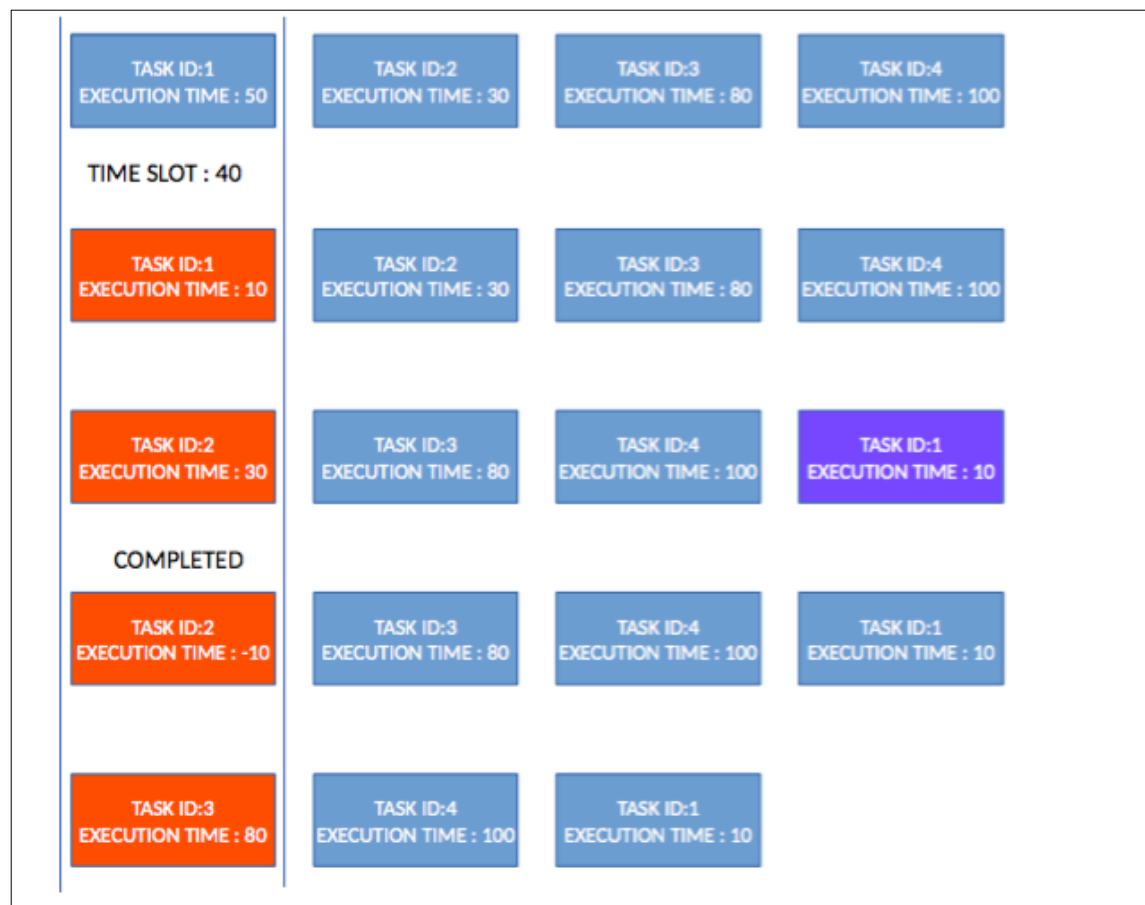 TASK ID:1
EXECUTION TIME : 50
TASK ID:2
EXECUTION TIME : 30
TASK ID:3
EXECUTION TIME : 80
TASK ID:4
EXECUTION TIME : 100
TIME SLOT : 40
TASK ID:1
EXECUTION TIME : 10
TASK ID:2
EXECUTION TIME : 30
TASK ID:3
EXECUTION TIME : 80
TASK ID:4
EXECUTION TIME : 100
TASK ID:2
EXECUTION TIME : 30
TASK ID:3
EXECUTION TIME : 80
TASK ID:4
EXECUTION TIME : 100
TASK ID:1
EXECUTION TIME : 10
COMPLETED
TASK ID:2
EXECUTION TIME : -10
TASK ID:3
EXECUTION TIME : 80
TASK ID:4
EXECUTION TIME : 100
TASK ID:1
EXECUTION TIME : 10
TASK ID:3
EXECUTION TIME : 80
TASK ID:4
EXECUTION TIME : 100
TASK ID:1
EXECUTION TIME : 10